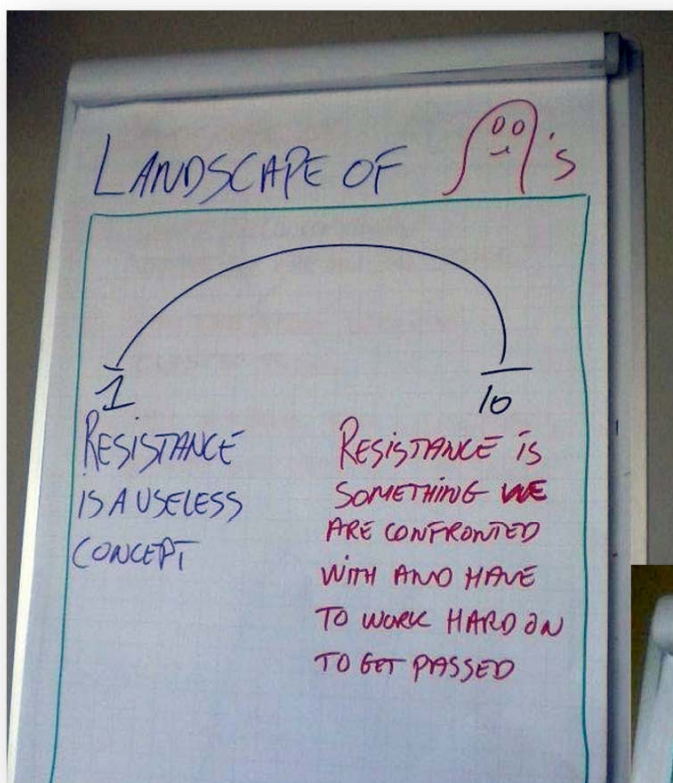 LANDSCAPE OF 's
1
10
RESISTANCE
IS A USELESS
CONCEPT
RESISTANCE IS
SOMETHING WE
ARE CONFRONTED
WITH AND HAVE
TO WORK HARD ON
TO GET PASSED